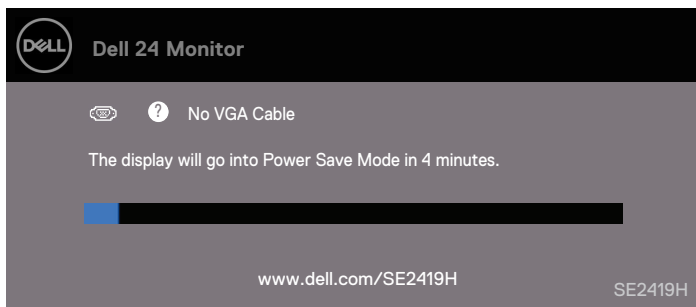 DELL
Dell 24 Monitor
? No VGA Cable
The display will go into Power Save Mode in 4 minutes.
www.dell.com/SE2419H
SE2419H